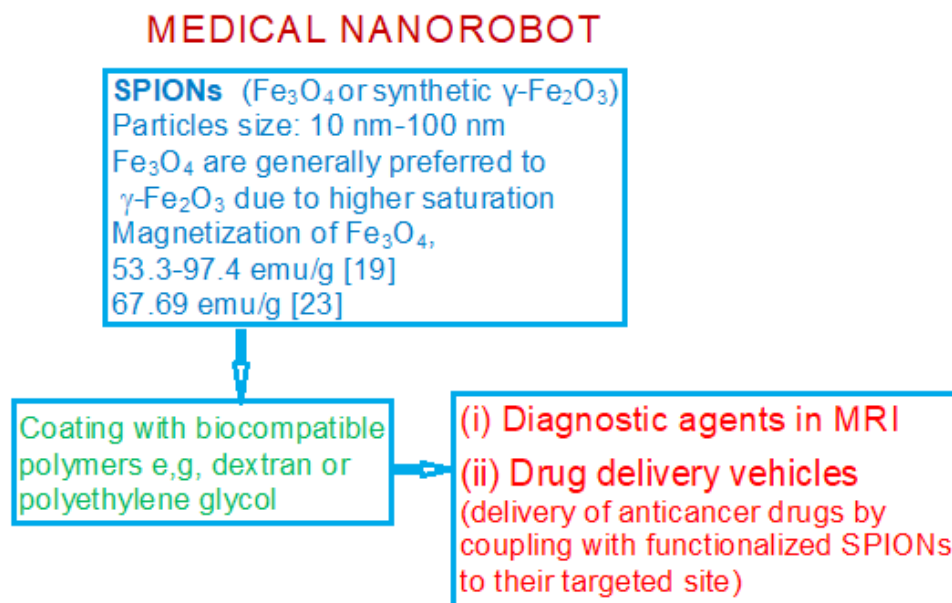 MEDICAL NANOROBOT
SPIONs (Fe₃O₄ or synthetic γ-Fe₂O₃)
Particles size: 10 nm-100 nm
Fe₃O₄ are generally preferred to
γ-Fe₂O₃ due to higher saturation
Magnetization of Fe₃O₄,
53.3-97.4 emu/g [19]
67.69 emu/g [23]
Coating with biocompatible
polymers e,g, dextran or
polyethylene glycol
(i) Diagnostic agents in MRI
(ii) Drug delivery vehicles
(delivery of anticancer drugs by
coupling with functionalized SPIONs
to their targeted site)